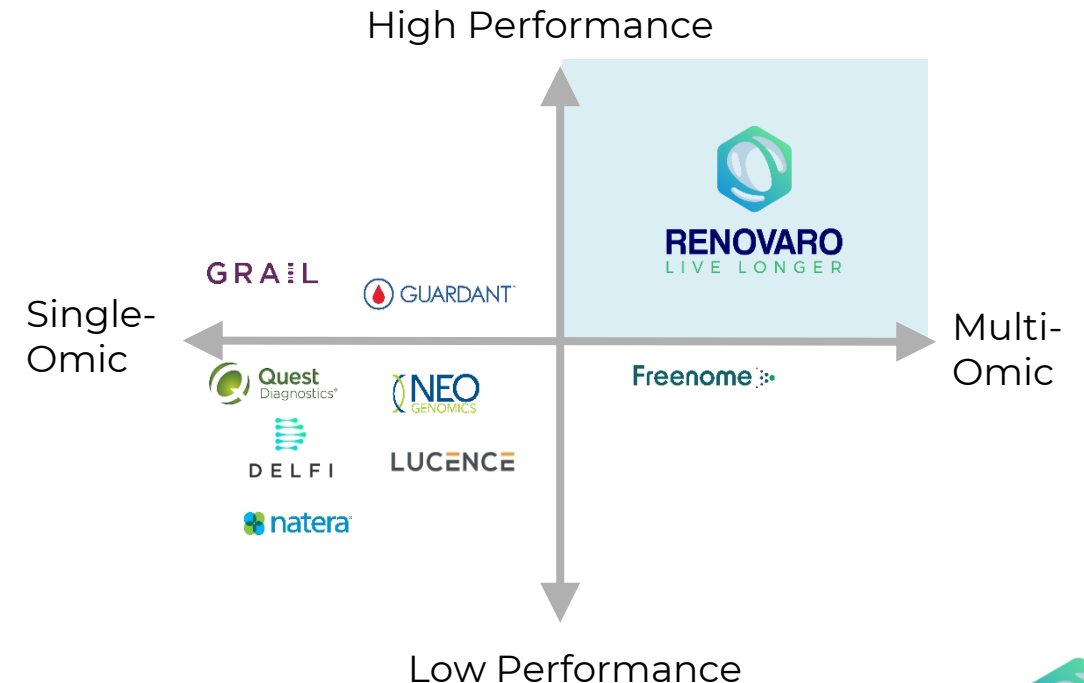 High Performance
RENOVARO
LIVE LONGER
GRAIL
GUARDANT
Single-
Omic
Multi-
Omic
Quest
Diagnostics®
NEO
GENOMICS
Freenome
DELFI
LUCENCE
natera
Low Performance